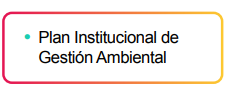 • Plan Institucional de
Gestión Ambiental